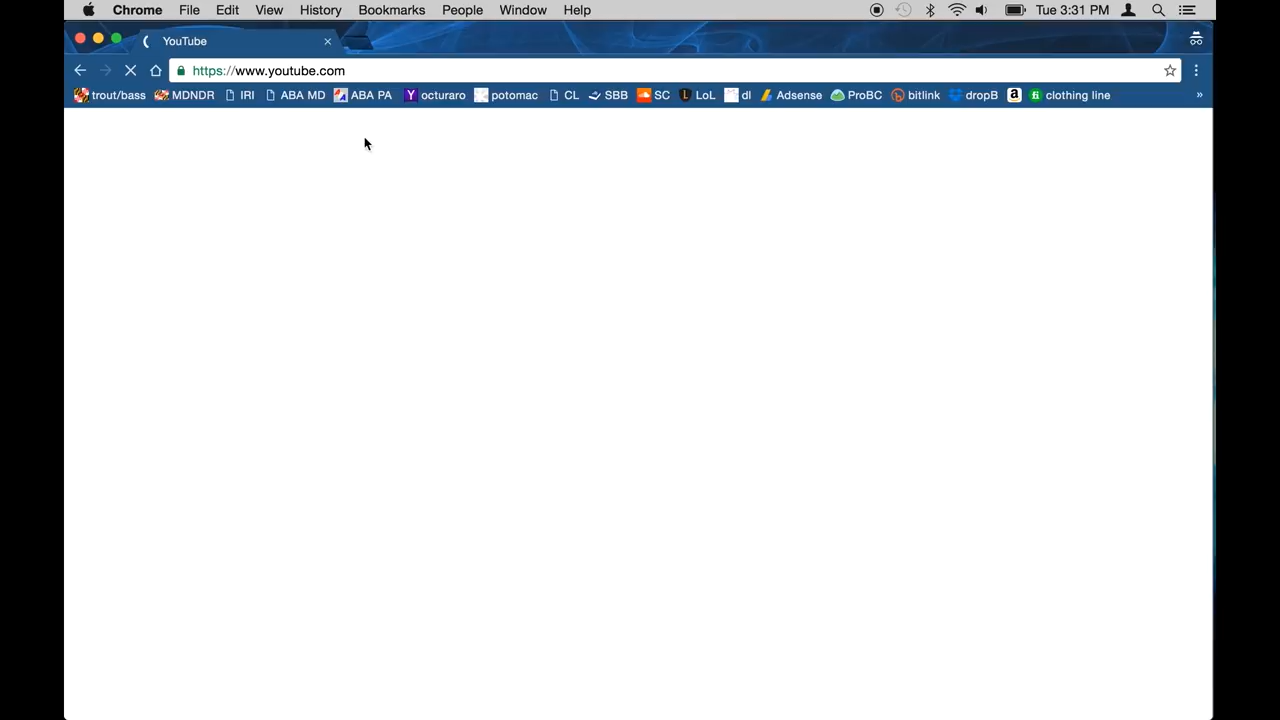 Chrome File Edit View History Bookmarks People Window Help Tue 3:31 PM
YouTube
https://www.youtube.com
trout/bass MDNDR IRI ABA MD ABA PA octuraro potomac CL SBB SC LoL dl Adsense ProBC bitlink dropB clothing line »